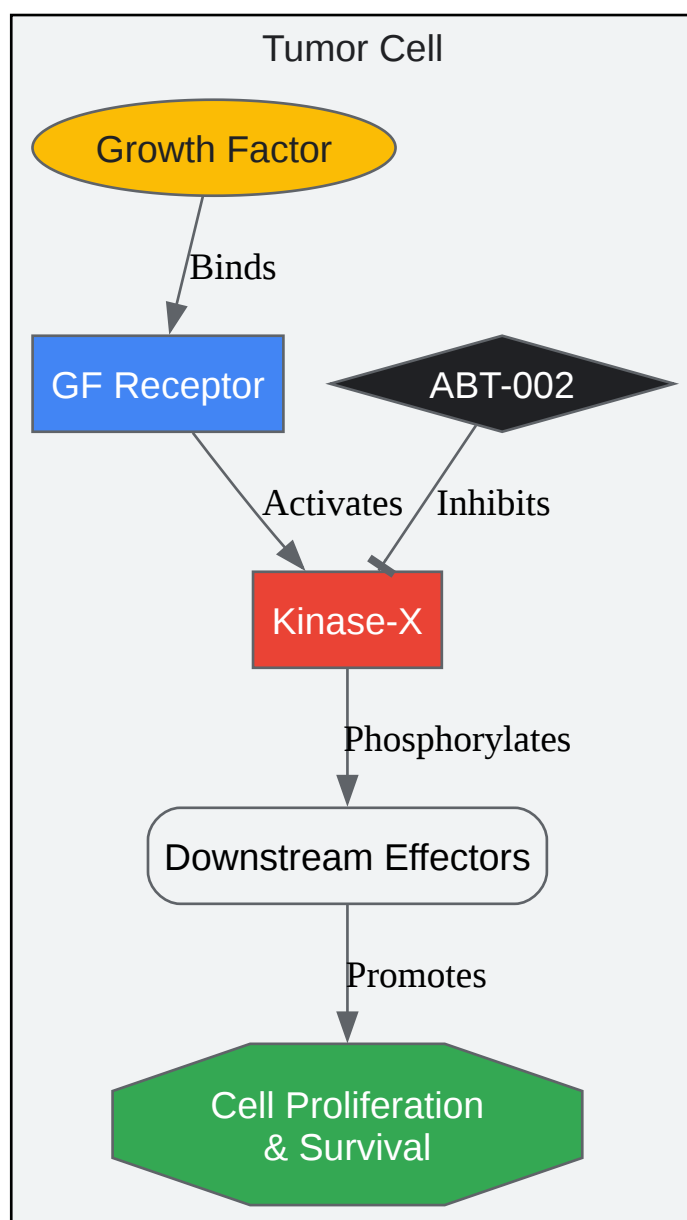 Tumor Cell
Growth Factor
Binds
GF Receptor
ABT-002
Activates
Inhibits
Kinase-X
Phosphorylates
Downstream Effectors
Promotes
Cell Proliferation
& Survival